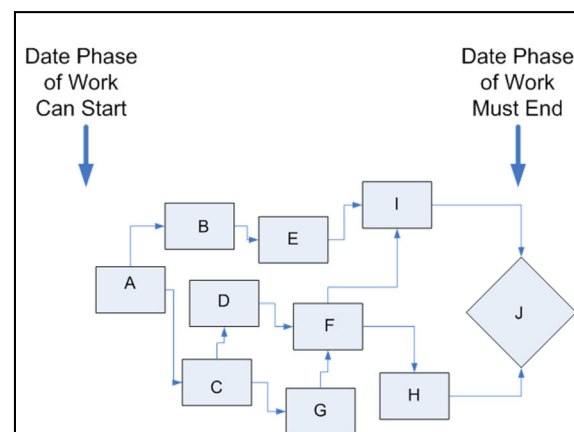 Date Phase
of Work
Can Start
Date Phase
of Work
Must End
I
B
E
A
D
F
J
C
H
G